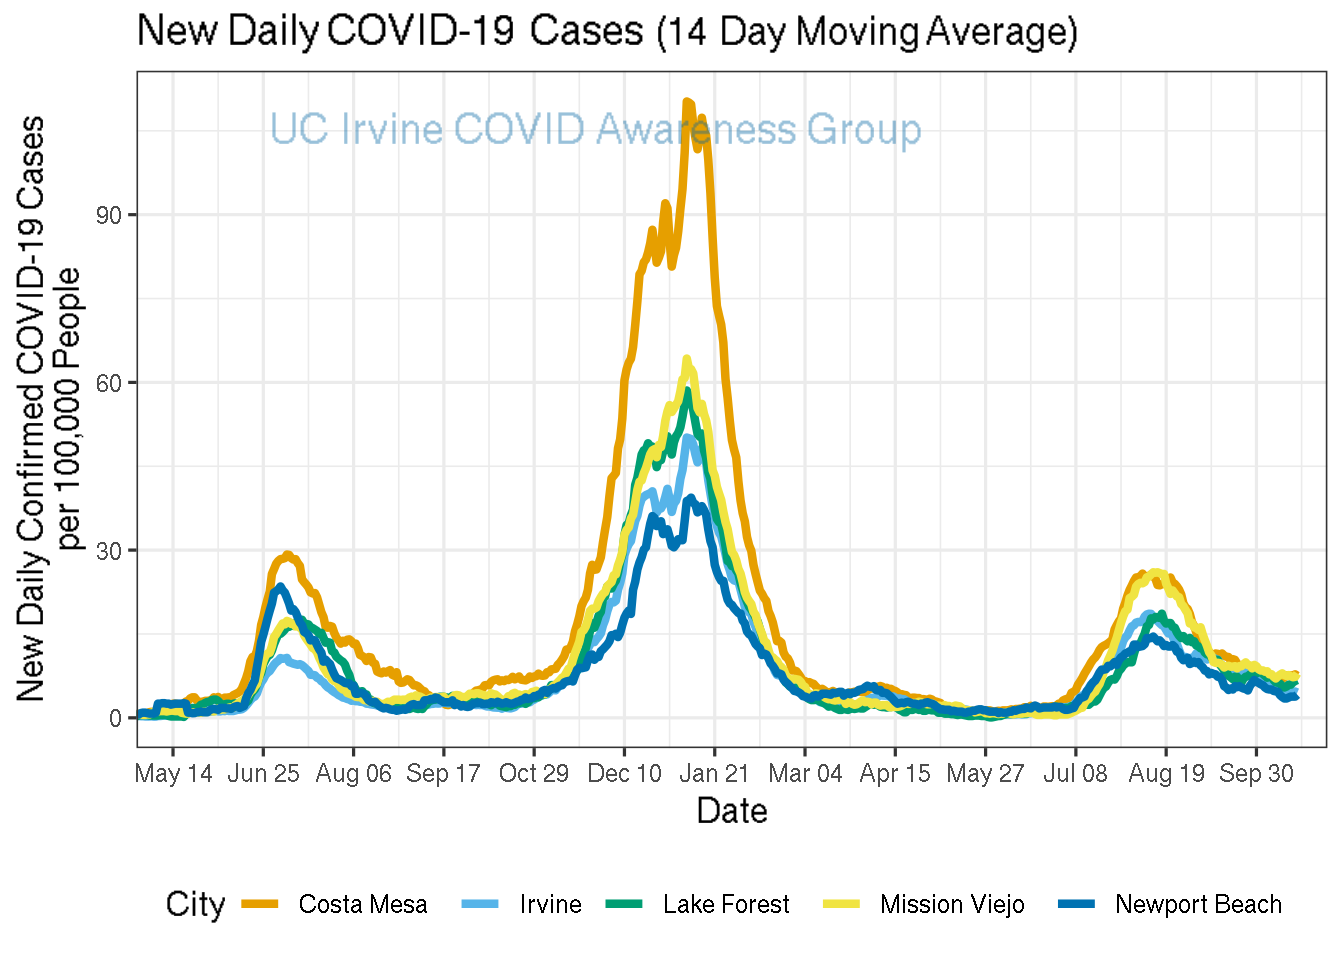 New Daily COVID-19 Cases (14 Day Moving Average)
UC Irvine COVID Awareness Group
New Daily Confirmed COVID-19 Cases
per 100,000 People
90
60
30
0
May 14 Jun 25 Aug 06 Sep 17 Oct 29 Dec 10 Jan 21 Mar 04 Apr 15 May 27 Jul 08 Aug 19 Sep 30
Date
City Costa Mesa Irvine Lake Forest Mission Viejo Newport Beach